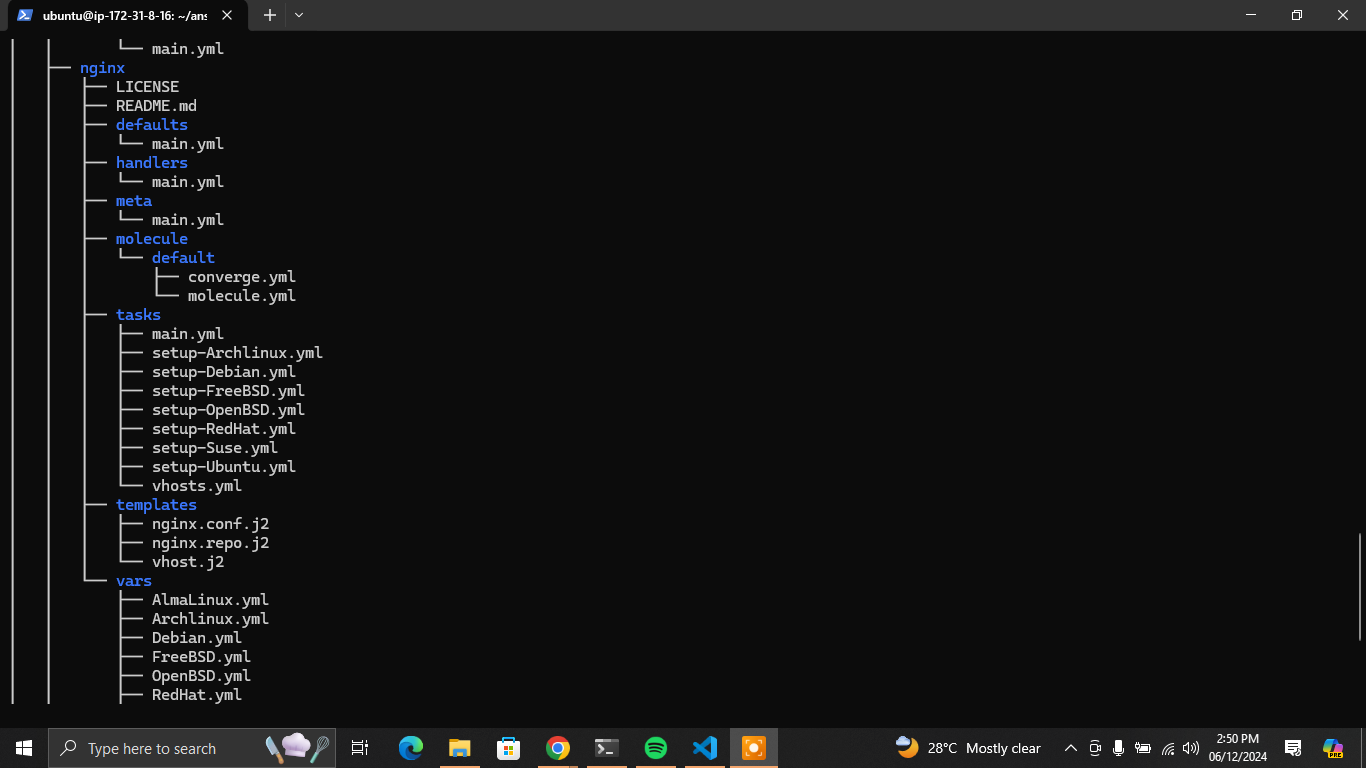 ubuntu@ip-172-31-8-16: ~/ans
main.yml
nginx
LICENSE
README.md
defaults
main.yml
handlers
main.yml
meta
main.yml
molecule
default
converge.yml
molecule.yml
tasks
main.yml
setup-Archlinux.yml
setup-Debian.yml
setup-FreeBSD.yml
setup-OpenBSD.yml
setup-RedHat.yml
setup-Suse.yml
setup-Ubuntu.yml
vhosts.yml
templates
nginx.conf.j2
nginx.repo.j2
vhost.j2
vars
AlmaLinux.yml
Archlinux.yml
Debian.yml
FreeBSD.yml
OpenBSD.yml
RedHat.yml
Type here to search
28°C Mostly clear
2:50 PM
06/12/2024
PRE